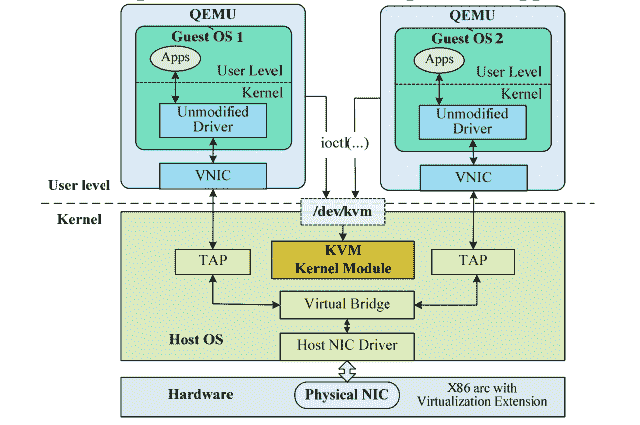 QEMU
Guest OS 1
Apps
User Level
Kernel
Unmodified
Driver
VNIC
QEMU
Guest OS 2
Apps
User Level
Kernel
Unmodified
Driver
VNIC
ioctl(...)
User level
Kernel
/dev/kvm
TAP
KVM
Kernel Module
TAP
Virtual Bridge
Host OS
Host NIC Driver
Hardware
Physical NIC
X86 arc with
Virtualization Extension